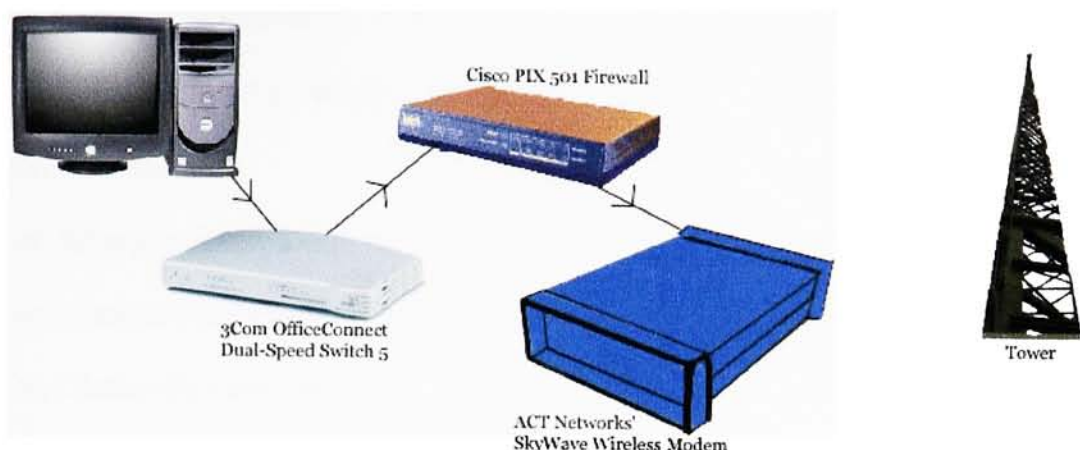 Cisco PIX 501 Firewall
3Com OfficeConnect
Dual-Speed Switch 5
Tower
ACT Networks'
SkyWave Wireless Modem